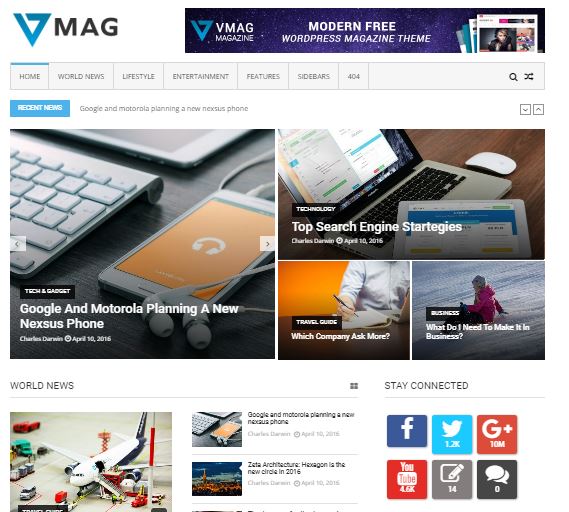 VMAG
VMAG
MAGAZINE
MODERN FREE
WORDPRESS MAGAZINE THEME
HOME
WORLD NEWS
LIFESTYLE
ENTERTAINMENT
FEATURES
SIDEBARS
404
RECENT NEWS
Google and motorola planning a new nexsus phone
TECH & GADGET
Google And Motorola Planning A New
Nexsus Phone
Charles Darwin April 10, 2016
TECHNOLOGY
Top Search Engine Startegies
Charles Darwin April 10, 2016
TRAVEL GUIDE
Which Company Ask More?
BUSINESS
What Do I Need To Make It In
Business?
WORLD NEWS
Google and motorola planning a new
nexsus phone
Charles Darwin April 10, 2016
Zeta Architecture: Hexagon is the
new circle in 2016
Charles Darwin April 10, 2016
TRAVEL GUIDE
STAY CONNECTED
f
1.2K
G+
10M
You
Tube
4.6K
14
0